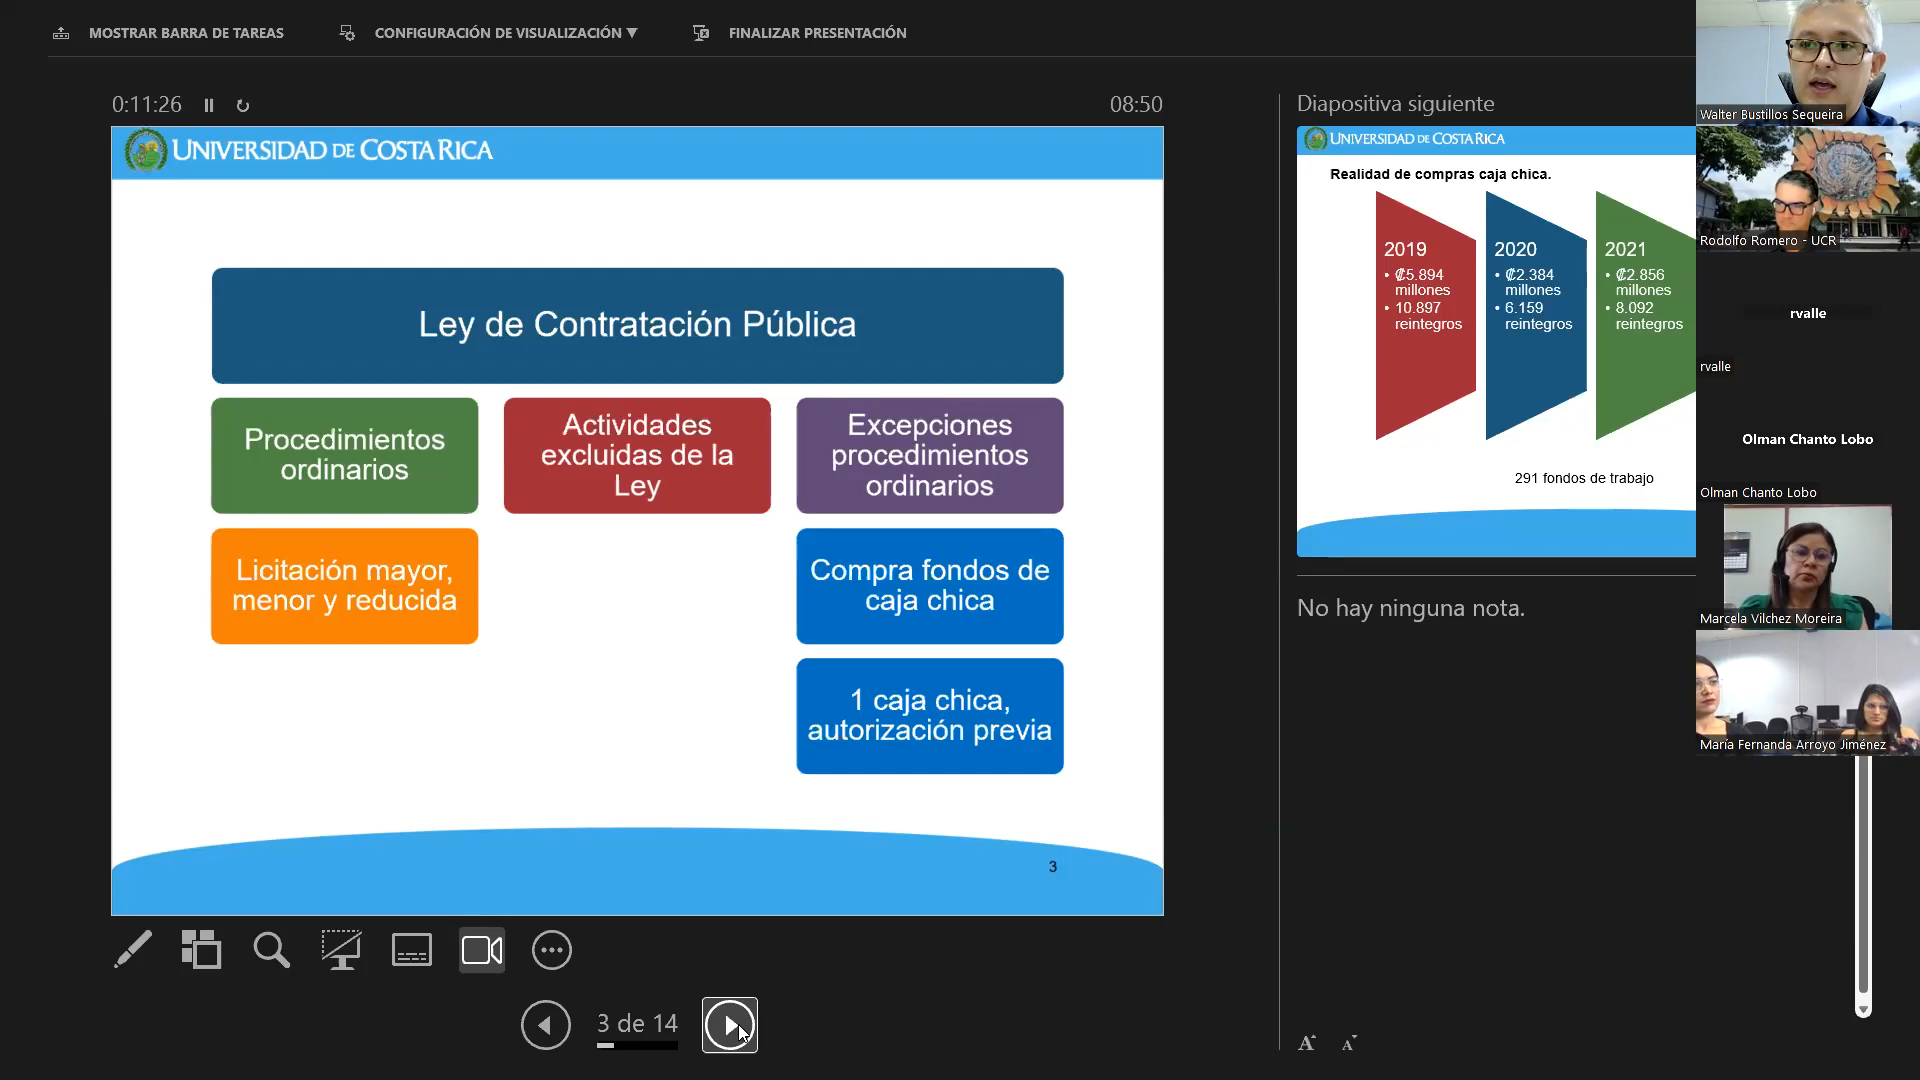 MOSTRAR BARRA DE TAREAS
CONFIGURACIÓN DE VISUALIZACIÓN ▼
FINALIZAR PRESENTACIÓN
0:11:26
08:50
UNIVERSIDAD DE COSTA RICA
Ley de Contratación Pública
Procedimientos
ordinarios
Actividades
excluidas de la
Ley
Excepciones
procedimientos
ordinarios
Licitación mayor,
menor y reducida
Compra fondos de
caja chica
1 caja chica,
autorización previa
3
3 de 14
Diapositiva siguiente
UNIVERSIDAD DE COSTA RICA
Realidad de compras caja chica.
2019
• ₡5.894
millones
• 10.897
reintegros
2020
• ₡2.384
millones
• 6.159
reintegros
2021
• ₡2.856
millones
• 8.092
reintegros
291 fondos de trabajo
No hay ninguna nota.
A
A
Walter Bustillos Sequeira
Rodolfo Romero - UCR
rvalle
rvalle
Olman Chanto Lobo
Olman Chanto Lobo
Marcela Vilchez Moreira
María Fernanda Arroyo Jiménez